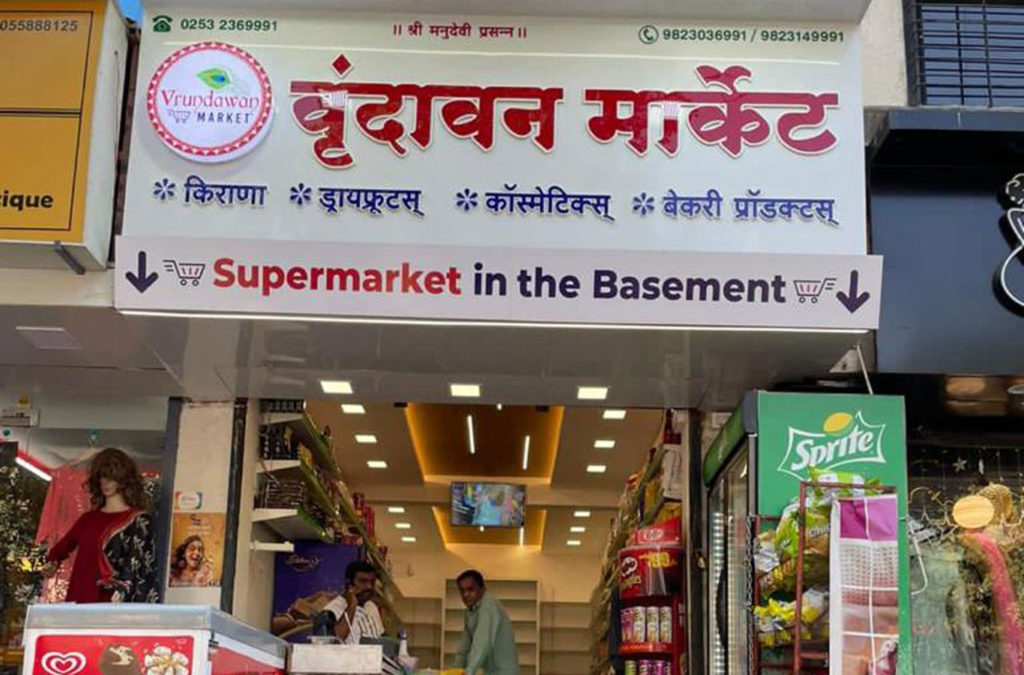 055888125
0253 2369991
॥ श्री मनुदेवी प्रसन्न ॥
9823036991 / 9823149991
Vrundawan
MARKET
वृंदावन मार्केट
किराणा ड्रायफ्रूटस् कॉस्मेटिक्स् बेकरी प्रॉडक्टस्
cique
Supermarket in the Basement
Sprite